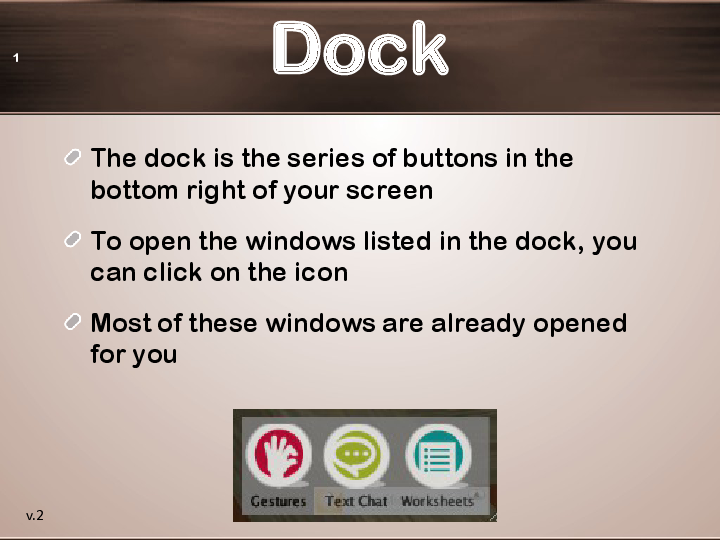 1
Dock
The dock is the series of buttons in the
bottom right of your screen
To open the windows listed in the dock, you
can click on the icon
Most of these windows are already opened
for you
Gestures Text Chat Worksheets
v.2